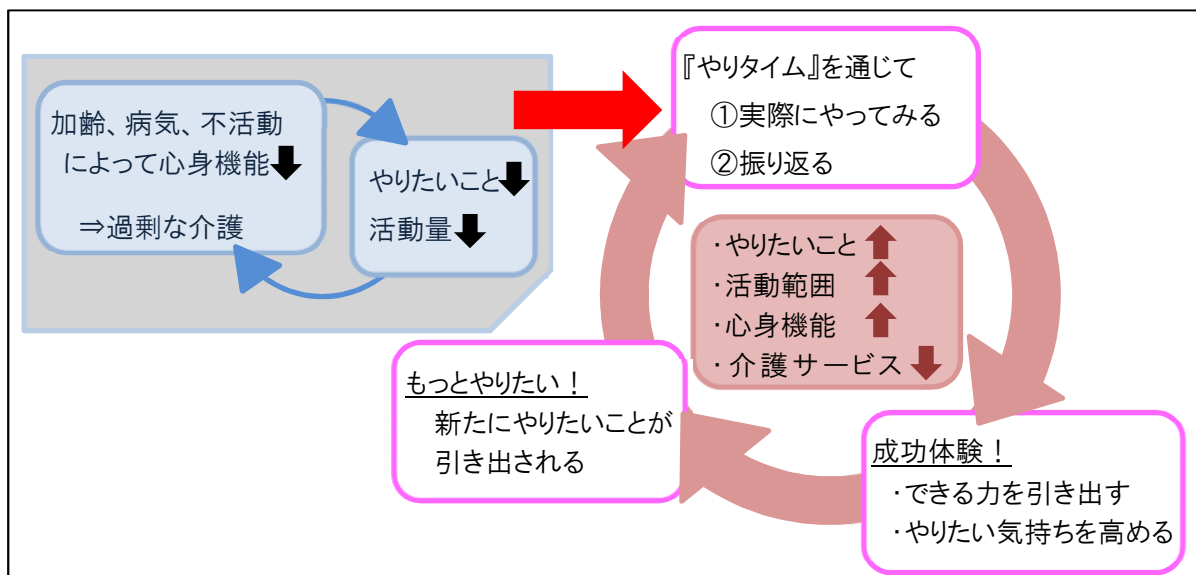 加齢、病気、不活動
によって心身機能⬇
⇒過剰な介護
やりたいこと⬇
活動量⬇
『やりタイム』を通じて
①実際にやってみる
②振り返る
・やりたいこと⬆
・活動範囲⬆
・心身機能⬆
・介護サービス⬇
成功体験！
・できる力を引き出す
・やりたい気持ちを高める
もっとやりたい！
新たにやりたいことが
引き出される